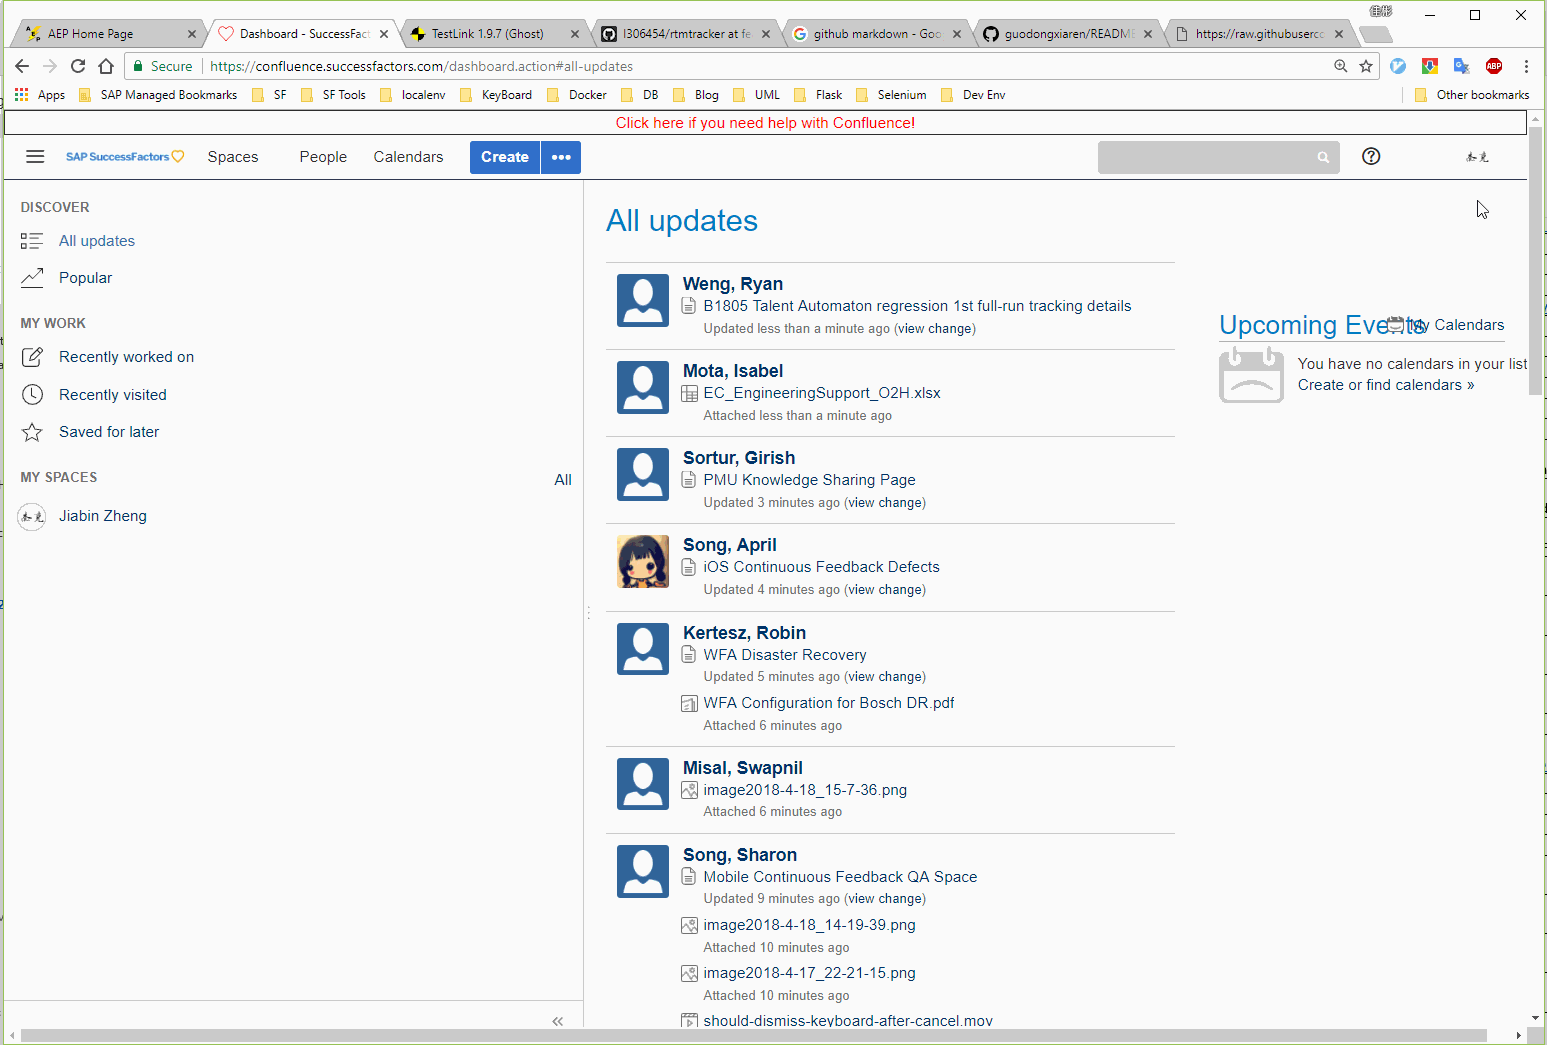 佳彬
AEP Home Page
Dashboard - SuccessFact
TestLink 1.9.7 (Ghost)
I306454/rtmtracker at fe
github markdown - Goo
guodongxiaren/README
https://raw.githubuserco
Secure
https://confluence.successfactors.com/dashboard.action#all-updates
ABP
Apps
SAP Managed Bookmarks
SF
SF Tools
localenv
KeyBoard
Docker
DB
Blog
UML
Flask
Selenium
Dev Env
Other bookmarks
Click here if you need help with Confluence!
SAP SuccessFactors
Spaces
People
Calendars
Create
DISCOVER
All updates
Popular
MY WORK
Recently worked on
Recently visited
Saved for later
MY SPACES
All
Jiabin Zheng
All updates
Weng, Ryan
B1805 Talent Automaton regression 1st full-run tracking details
Updated less than a minute ago (view change)
Mota, Isabel
EC_EngineeringSupport_O2H.xlsx
Attached less than a minute ago
Sortur, Girish
PMU Knowledge Sharing Page
Updated 3 minutes ago (view change)
Song, April
iOS Continuous Feedback Defects
Updated 4 minutes ago (view change)
Kertesz, Robin
WFA Disaster Recovery
Updated 5 minutes ago (view change)
WFA Configuration for Bosch DR.pdf
Attached 6 minutes ago
Misal, Swapnil
image2018-4-18_15-7-36.png
Attached 6 minutes ago
Song, Sharon
Mobile Continuous Feedback QA Space
Updated 9 minutes ago (view change)
image2018-4-18_14-19-39.png
Attached 10 minutes ago
image2018-4-17_22-21-15.png
Attached 10 minutes ago
should-dismiss-keyboard-after-cancel.mov
Upcoming Events
My Calendars
You have no calendars in your list
Create or find calendars »